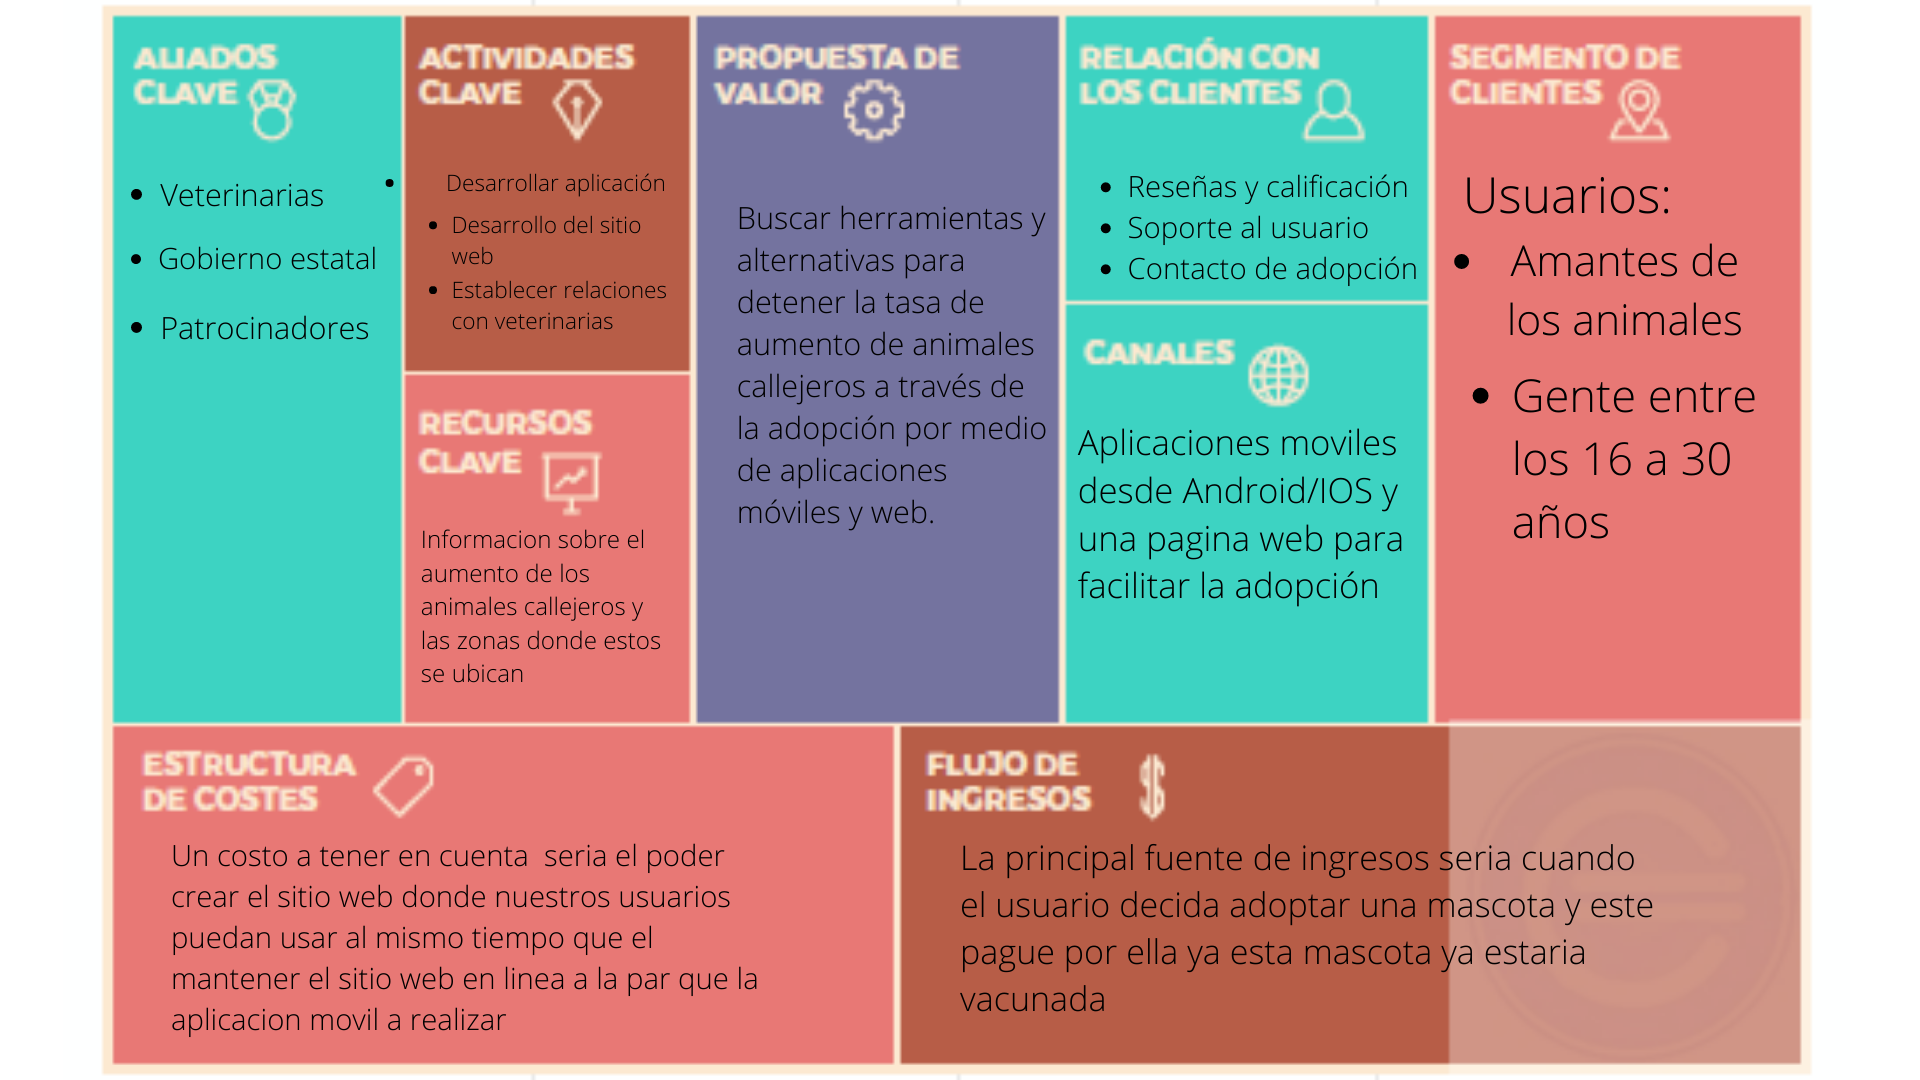 ALIADOS
CLAVE
• Veterinarias
• Gobierno estatal
• Patrocinadores
ACTIVIDADES
CLAVE
• Desarrollar aplicación
• Desarrollo del sitio
web
• Establecer relaciones
con veterinarias
RECURSOS
CLAVE
Informacion sobre el
aumento de los
animales callejeros y
las zonas donde estos
se ubican
PROPUESTA DE
VALOR
Buscar herramientas y
alternativas para
detener la tasa de
aumento de animales
callejeros a través de
la adopción por medio
de aplicaciones
móviles y web.
RELACIÓN CON
LOS CLIENTES
• Reseñas y calificación
• Soporte al usuario
• Contacto de adopción
CANALES
Aplicaciones moviles
desde Android/IOS y
una pagina web para
facilitar la adopción
SEGMENTO DE
CLIENTES
Usuarios:
• Amantes de
los animales
• Gente entre
los 16 a 30
años
ESTRUCTURA
DE COSTES
Un costo a tener en cuenta  seria el poder
crear el sitio web donde nuestros usuarios
puedan usar al mismo tiempo que el
mantener el sitio web en linea a la par que la
aplicacion movil a realizar
FLUJO DE
INGRESOS
$
La principal fuente de ingresos seria cuando
el usuario decida adoptar una mascota y este
pague por ella ya esta mascota ya estaria
vacunada